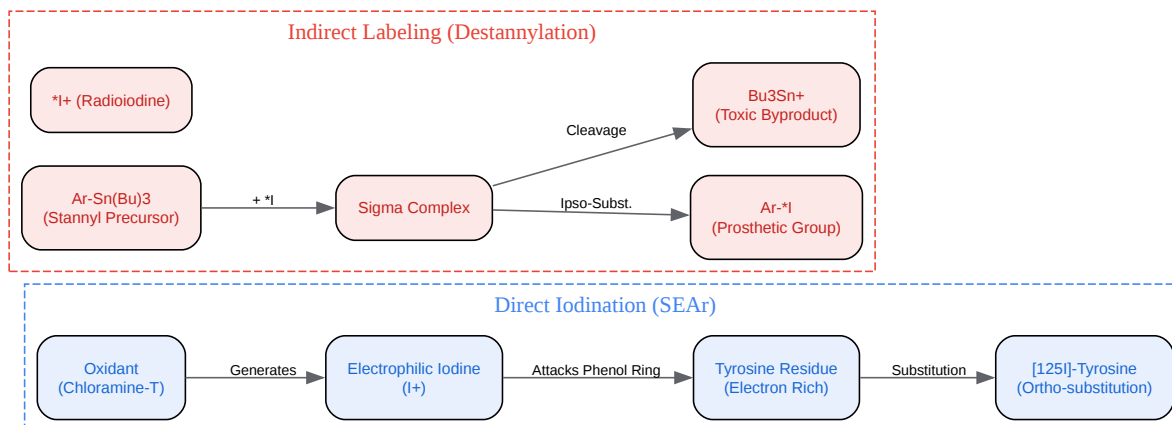 Indirect Labeling (Destannylation)
*I+ (Radioiodine)
Bu3Sn+
(Toxic Byproduct)
Cleavage
Ar-Sn(Bu)3
(Stannyl Precursor)
+ *I
Sigma Complex
Ipso-Subst.
Ar-*I
(Prosthetic Group)
Direct Iodination (SEAr)
Oxidant
(Chloramine-T)
Generates
Electrophilic Iodine
(I+)
Attacks Phenol Ring
Tyrosine Residue
(Electron Rich)
Substitution
[125I]-Tyrosine
(Ortho-substitution)